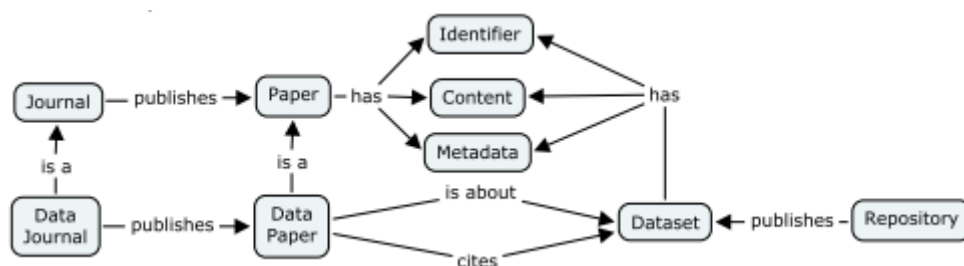 Identifier
Journal
publishes
Paper
has
Content
has
Metadata
is a
is a
is about
Data
Journal
publishes
Data
Paper
Dataset
publishes
Repository
cites